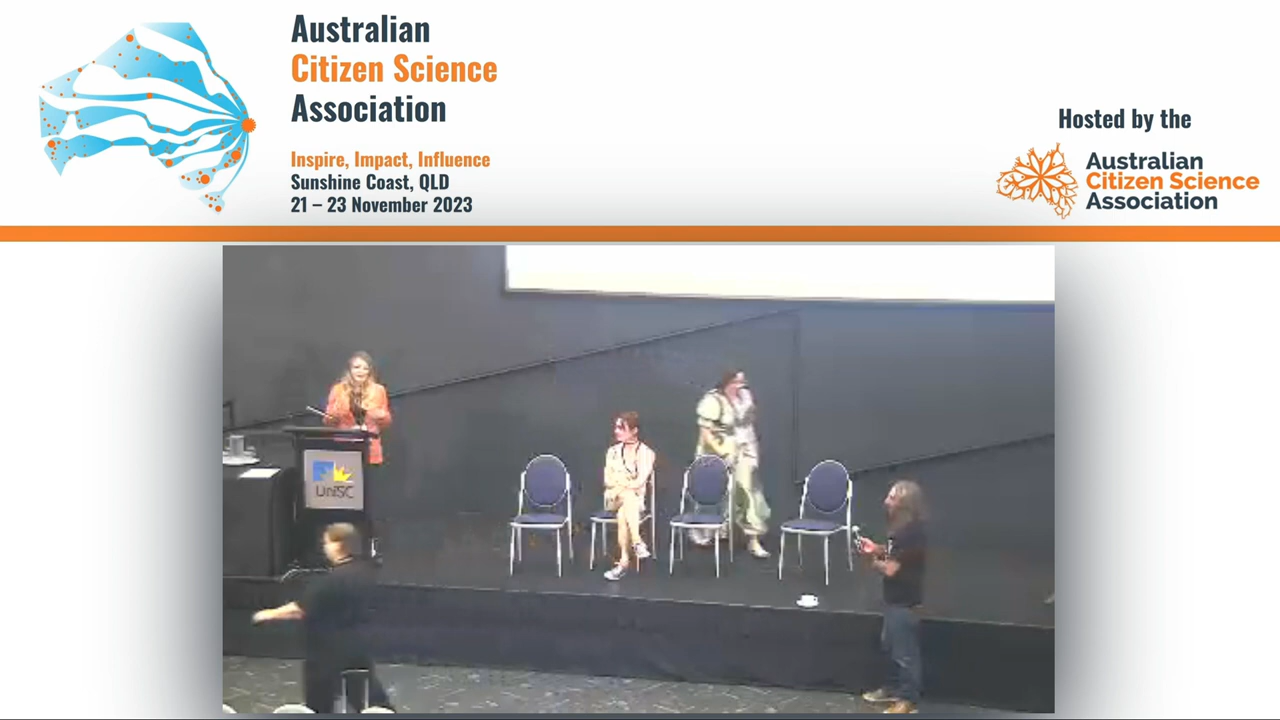 Australian
Citizen Science
Association
Inspire, Impact, Influence
Sunshine Coast, QLD
21 – 23 November 2023
Hosted by the
Australian
Citizen Science
Association
UniSC